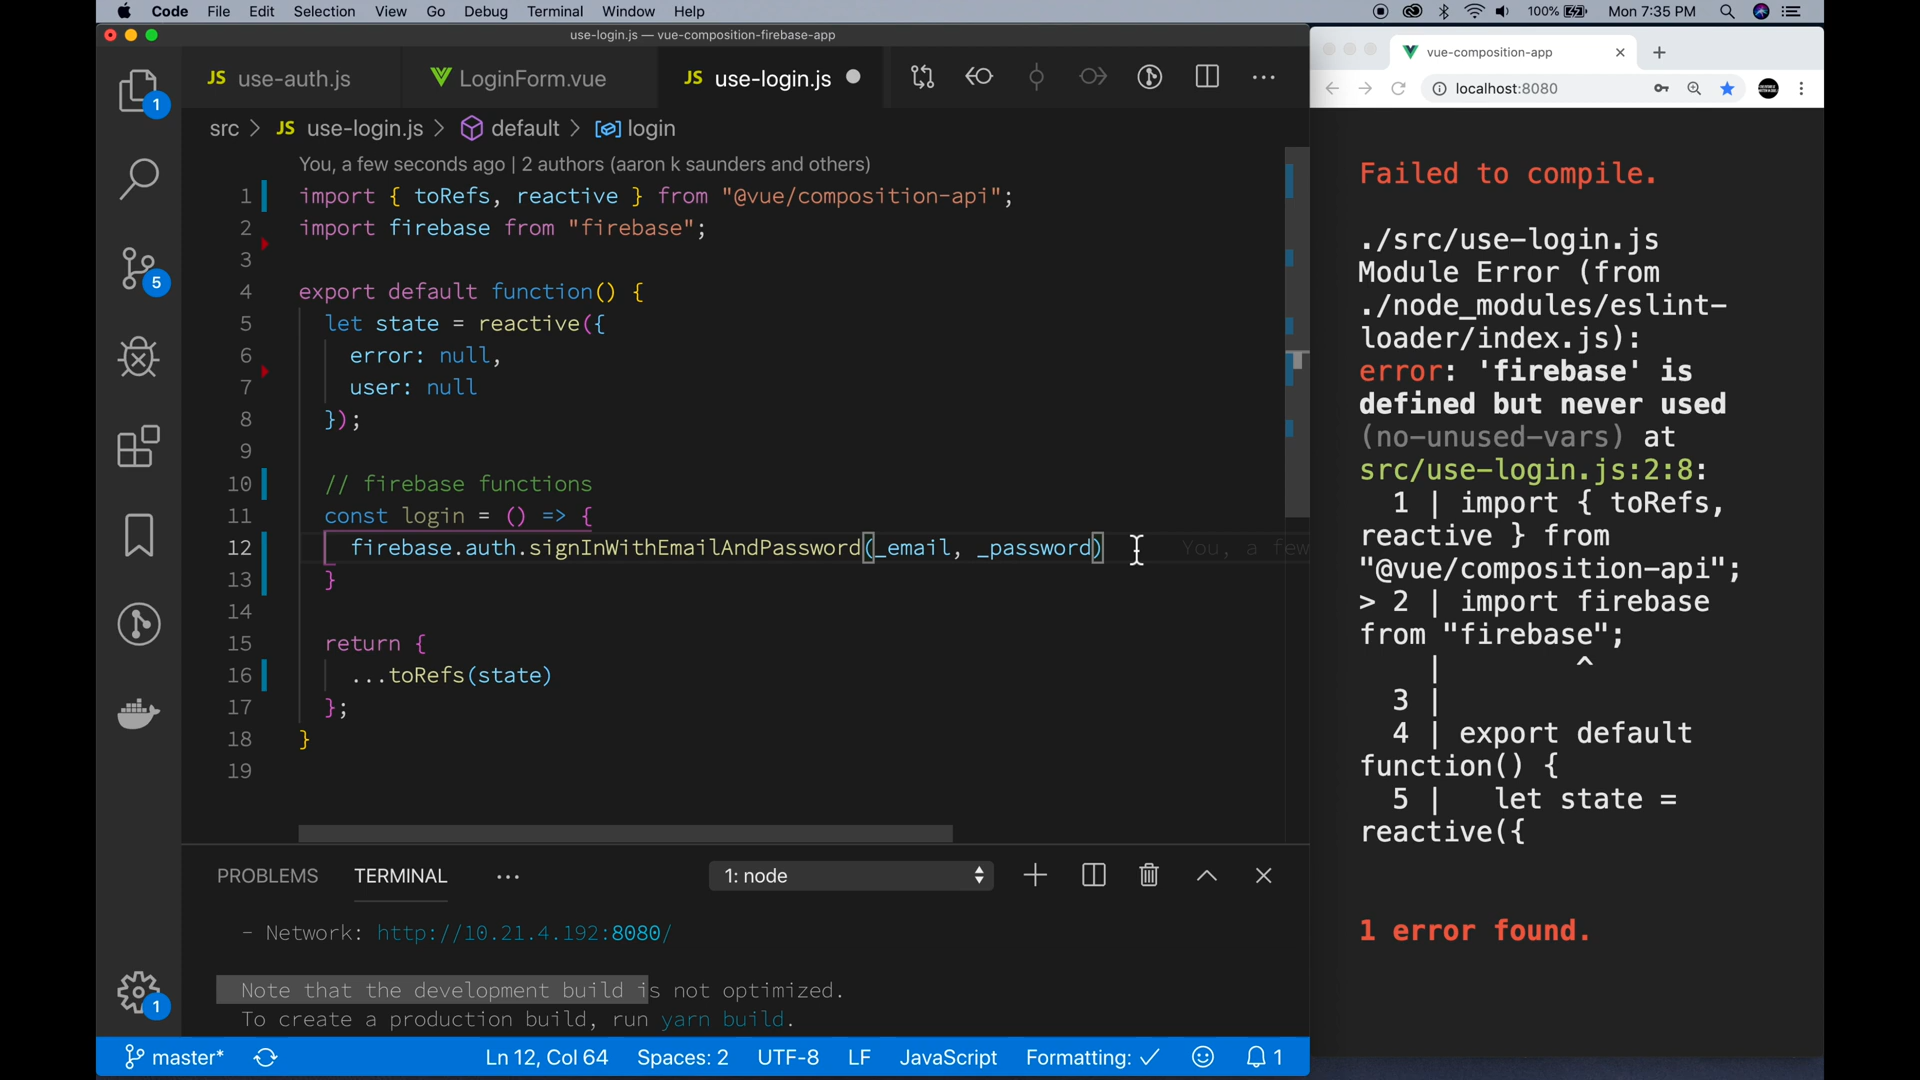 Code File Edit Selection View Go Debug Terminal Window Help
100% Mon 7:35 PM
use-login.js — vue-composition-firebase-app
JS use-auth.js
LoginForm.vue
JS use-login.js
src > JS use-login.js > default > login
You, a few seconds ago | 2 authors (aaron k saunders and others)
1 import { toRefs, reactive } from "@vue/composition-api";
2 import firebase from "firebase";
3
4 export default function() {
5 let state = reactive({
6 error: null,
7 user: null
8 });
9
10 // firebase functions
11 const login = () => {
12 firebase.auth.signInWithEmailAndPassword(_email, _password) You, a few
13 }
14
15 return {
16 ...toRefs(state)
17 };
18 }
19
1
5
1
PROBLEMS TERMINAL ...
1: node
- Network: http://10.21.4.192:8080/
Note that the development build is not optimized.
To create a production build, run yarn build.
master* Ln 12, Col 64 Spaces: 2 UTF-8 LF JavaScript Formatting: ✓ 1
vue-composition-app
localhost:8080
Failed to compile.
./src/use-login.js
Module Error (from
./node_modules/eslint-
loader/index.js):
error: 'firebase' is
defined but never used
(no-unused-vars) at
src/use-login.js:2:8:
1 | import { toRefs,
reactive } from
"@vue/composition-api";
> 2 | import firebase
from "firebase";
| ^
3 |
4 | export default
function() {
5 | let state =
reactive({
1 error found.